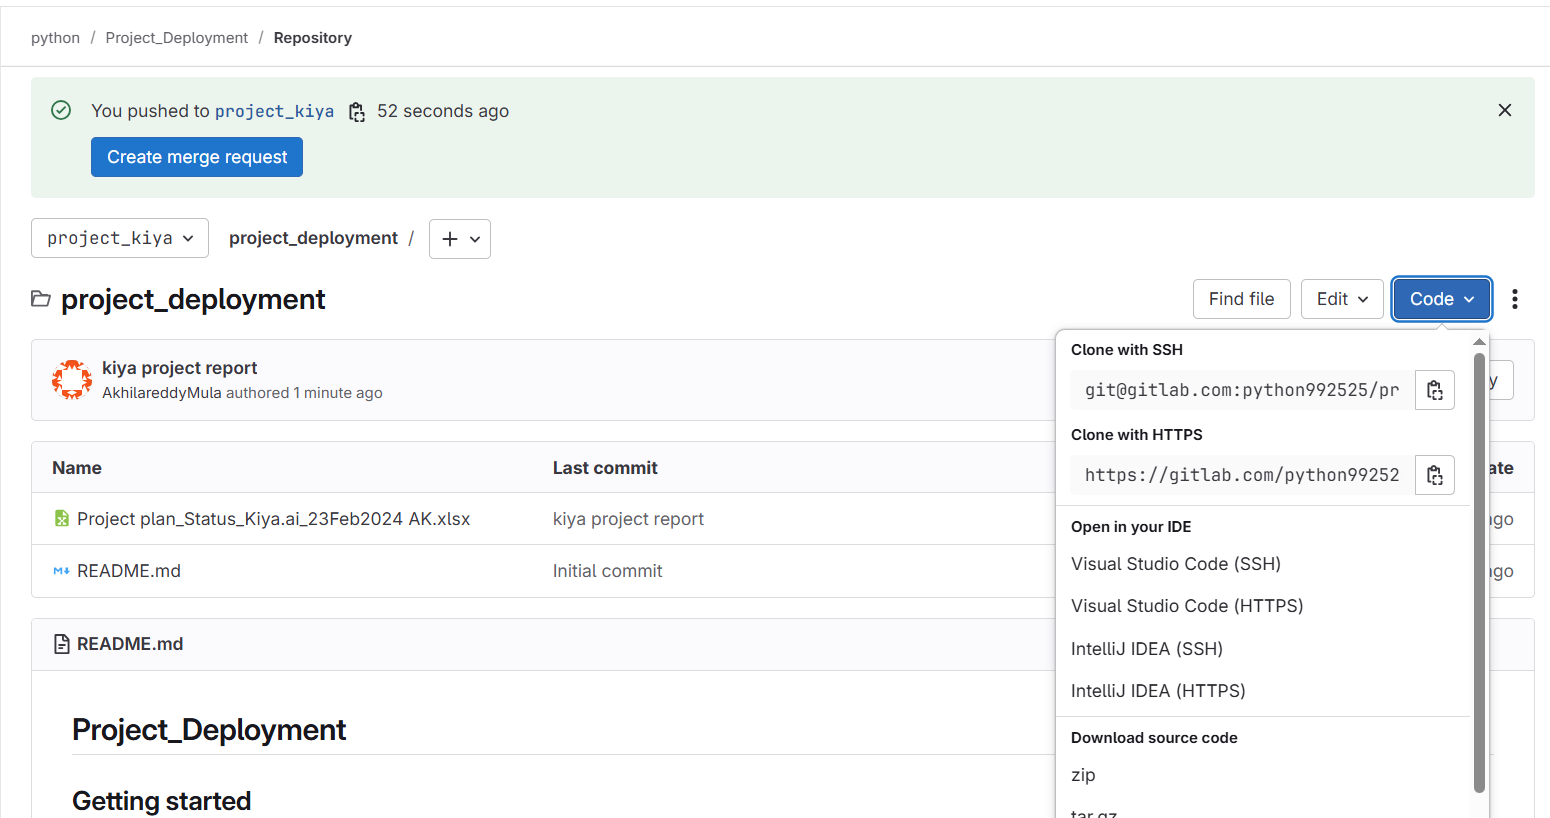 python / Project_Deployment / Repository
You pushed to project_kiya 52 seconds ago
Create merge request
project_kiya project_deployment /
project_deployment
Find file Edit Code
kiya project report
AkhilareddyMula authored 1 minute ago
Clone with SSH
git@gitlab.com:python992525/pr
Clone with HTTPS
https://gitlab.com/python99252
Open in your IDE
Visual Studio Code (SSH)
Visual Studio Code (HTTPS)
IntelliJ IDEA (SSH)
IntelliJ IDEA (HTTPS)
Download source code
zip
tar.gz
Name Last commit
Project plan_Status_Kiya.ai_23Feb2024 AK.xlsx kiya project report ago
README.md Initial commit ago
README.md
Project_Deployment
Getting started